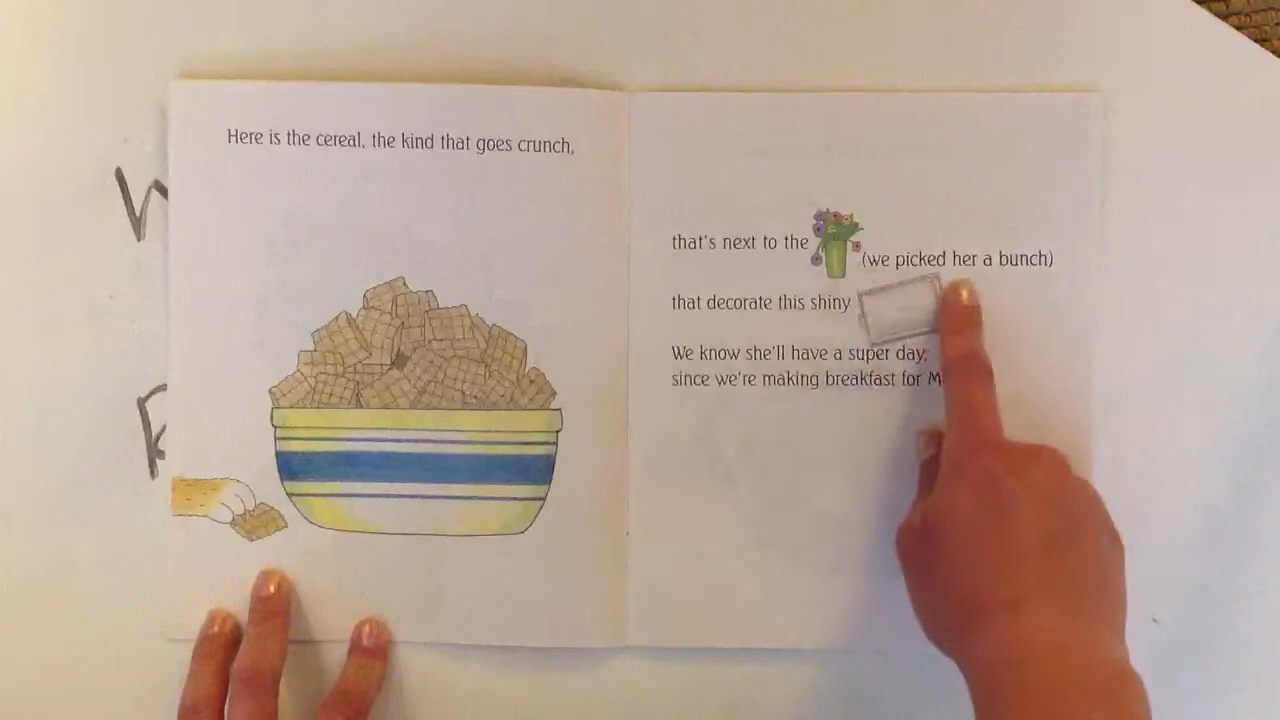 Here is the cereal, the kind that goes crunch,
that's next to the (we picked her a bunch)
that decorate this shiny
We know she'll have a super day,
since we're making breakfast for